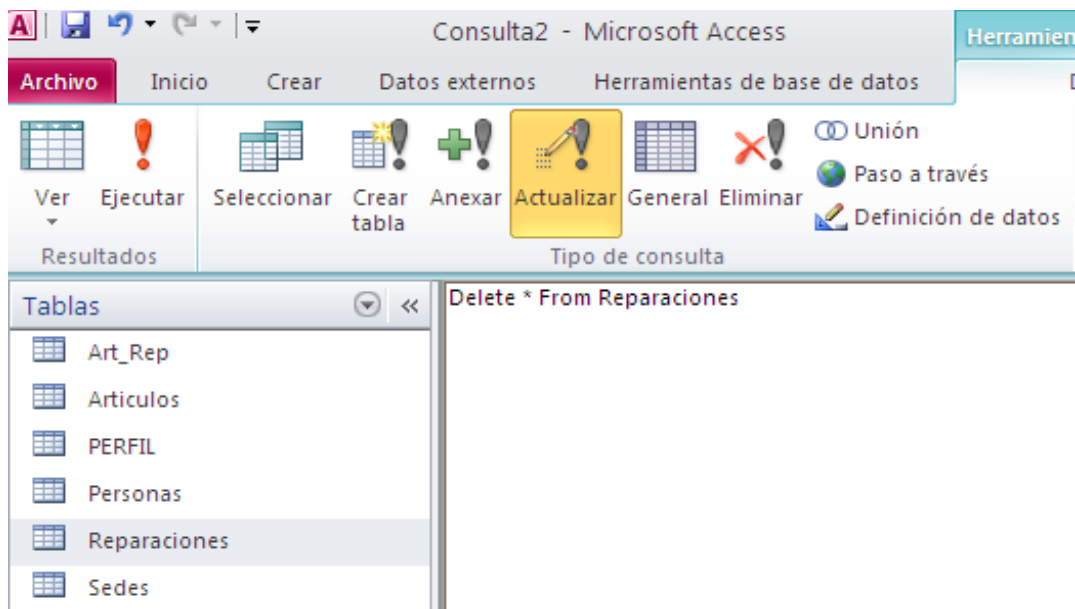 A
Consulta2 - Microsoft Access
Herramien
Archivo Inicio Crear Datos externos Herramientas de base de datos D
Ver Ejecutar Seleccionar Crear tabla Anexar Actualizar General Eliminar
Unión
Paso a través
Definición de datos
Resultados Tipo de consulta
Tablas
Delete * From Reparaciones
Art_Rep
Articulos
PERFIL
Personas
Reparaciones
Sedes